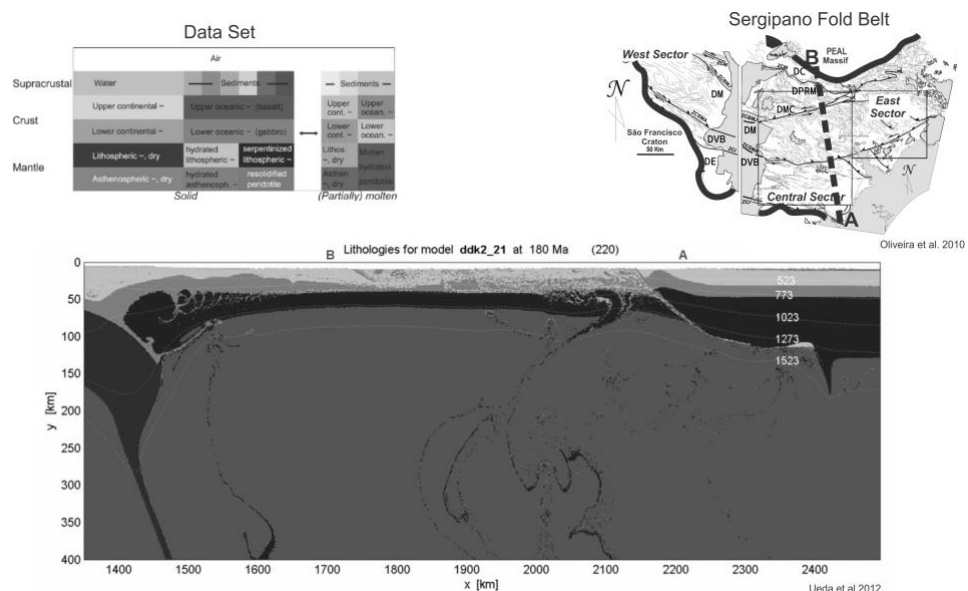 Data Set
Air
Supracrustal
Water
Sediments
Sediments
Crust
Upper continental ~
Upper oceanic ~ (basalt)
Upper cont. ~
Upper ocean. ~
Lower continental ~
Lower oceanic ~ (gabbro)
Lower cont. ~
Lower ocean. ~
Mantle
Lithospheric ~, dry
hydrated lithospheric ~
serpentinized lithospheric ~
Lithos. ~, dry
Molten hydrated peridotite
Asthenospheric ~, dry
hydrated asthenosph. ~
resolidified peridotite
Asthen ~, dry
Solid
(Partially) molten
Sergipano Fold Belt
West Sector
B
PEAL
Massif
DC
DPRM
DM
DMC
East
Sector
N
São Francisco
Craton
50 Km
DVB
DM
DE
DVB
N
Central Sector
A
Oliveira et al. 2010
B
Lithologies for model ddk2_21 at 180 Ma (220)
A
0
50
100
150
200
250
300
350
400
y [km]
523
773
1023
1273
1523
1400
1500
1600
1700
1800
1900
2000
2100
2200
2300
2400
x [km]
Ueda et al 2012